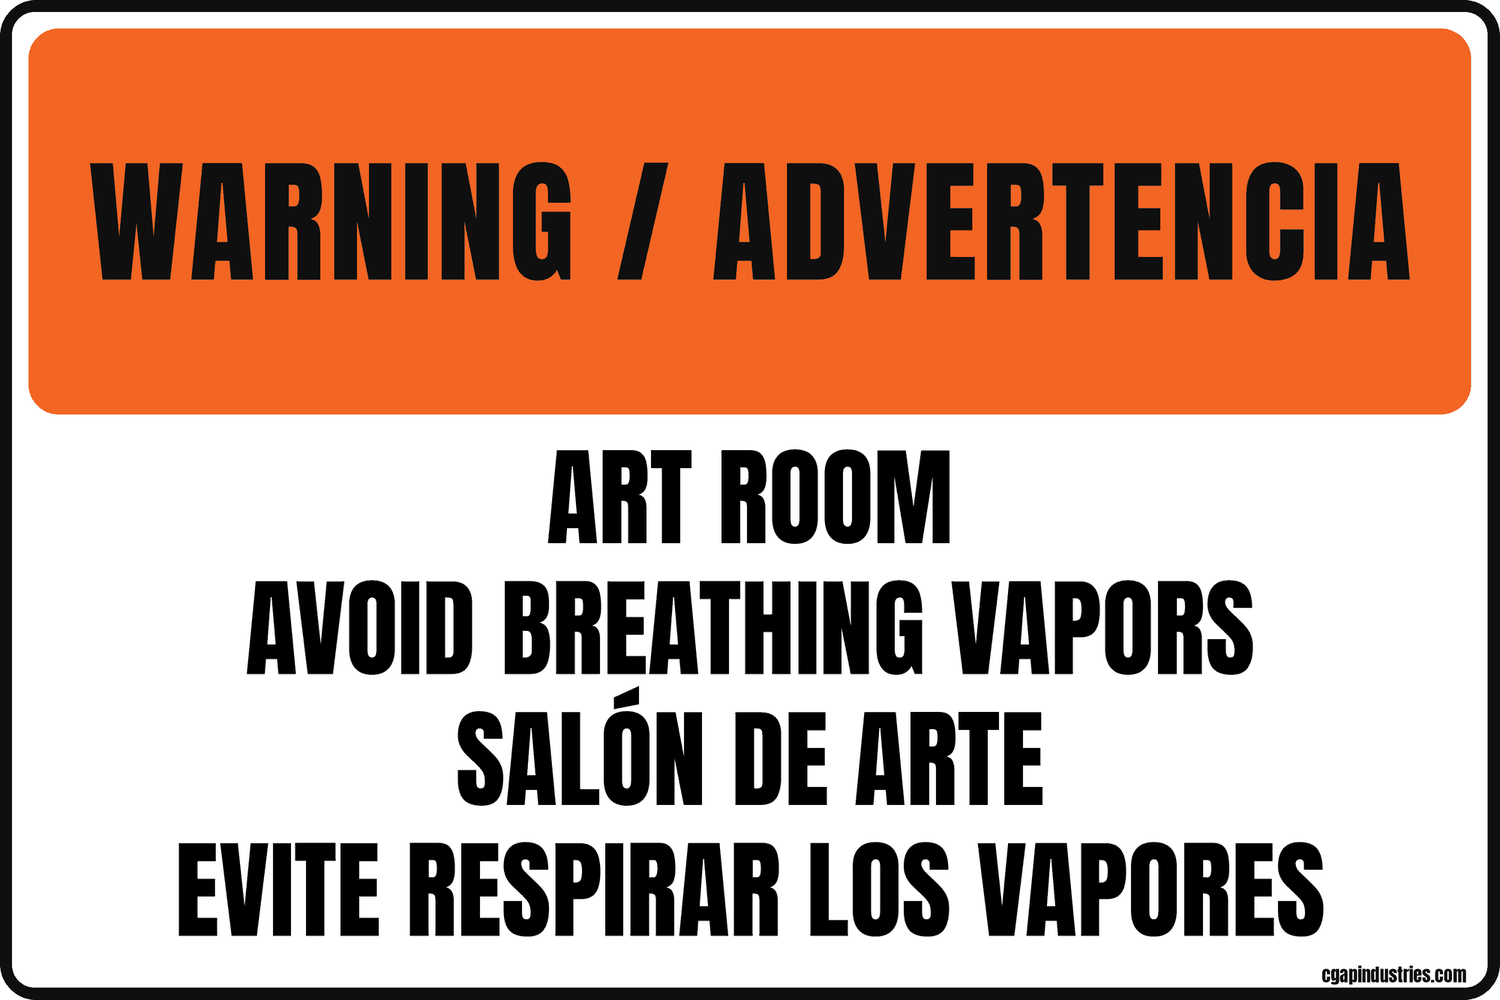 WARNING / ADVERTENCIA
ART ROOM
AVOID BREATHING VAPORS
SALÓN DE ARTE
EVITE RESPIRAR LOS VAPORES
cgapindustries.com